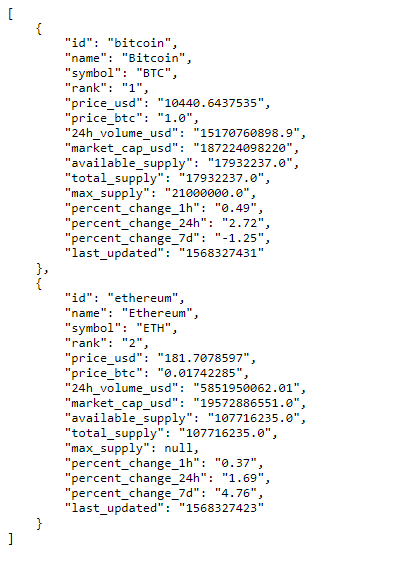 [
    {
        "id": "bitcoin",
        "name": "Bitcoin",
        "symbol": "BTC",
        "rank": "1",
        "price_usd": "10440.6437535",
        "price_btc": "1.0",
        "24h_volume_usd": "15170760898.9",
        "market_cap_usd": "187224098220",
        "available_supply": "17932237.0",
        "total_supply": "17932237.0",
        "max_supply": "21000000.0",
        "percent_change_1h": "0.49",
        "percent_change_24h": "2.72",
        "percent_change_7d": "-1.25",
        "last_updated": "1568327431"
    },
    {
        "id": "ethereum",
        "name": "Ethereum",
        "symbol": "ETH",
        "rank": "2",
        "price_usd": "181.7078597",
        "price_btc": "0.01742285",
        "24h_volume_usd": "5851950062.01",
        "market_cap_usd": "19572886551.0",
        "available_supply": "107716235.0",
        "total_supply": "107716235.0",
        "max_supply": null,
        "percent_change_1h": "0.37",
        "percent_change_24h": "1.69",
        "percent_change_7d": "4.76",
        "last_updated": "1568327423"
    }
]